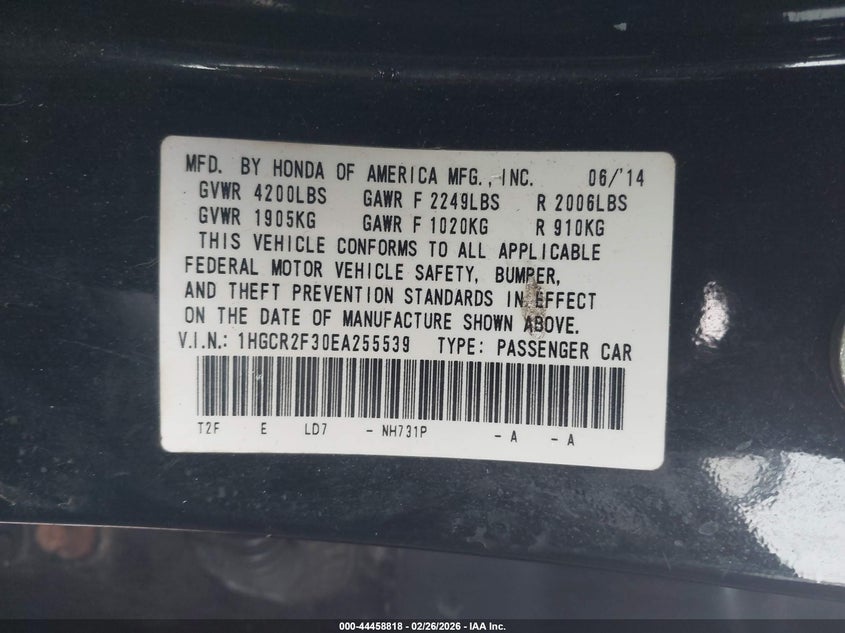 MFD. BY HONDA OF AMERICA MFG., INC. 06/'14
GVWR 4200LBS GAWR F 2249LBS R 2006LBS
GVWR 1905KG GAWR F 1020KG R 910KG
THIS VEHICLE CONFORMS TO ALL APPLICABLE
FEDERAL MOTOR VEHICLE SAFETY, BUMPER,
AND THEFT PREVENTION STANDARDS IN EFFECT
ON THE DATE OF MANUFACTURE SHOWN ABOVE.
V.I.N.: 1HGCR2F30EA255539 TYPE: PASSENGER CAR
T2F E LD7 - NH731P - A - A
000-44458818 | 02/26/2026 - IAA Inc.